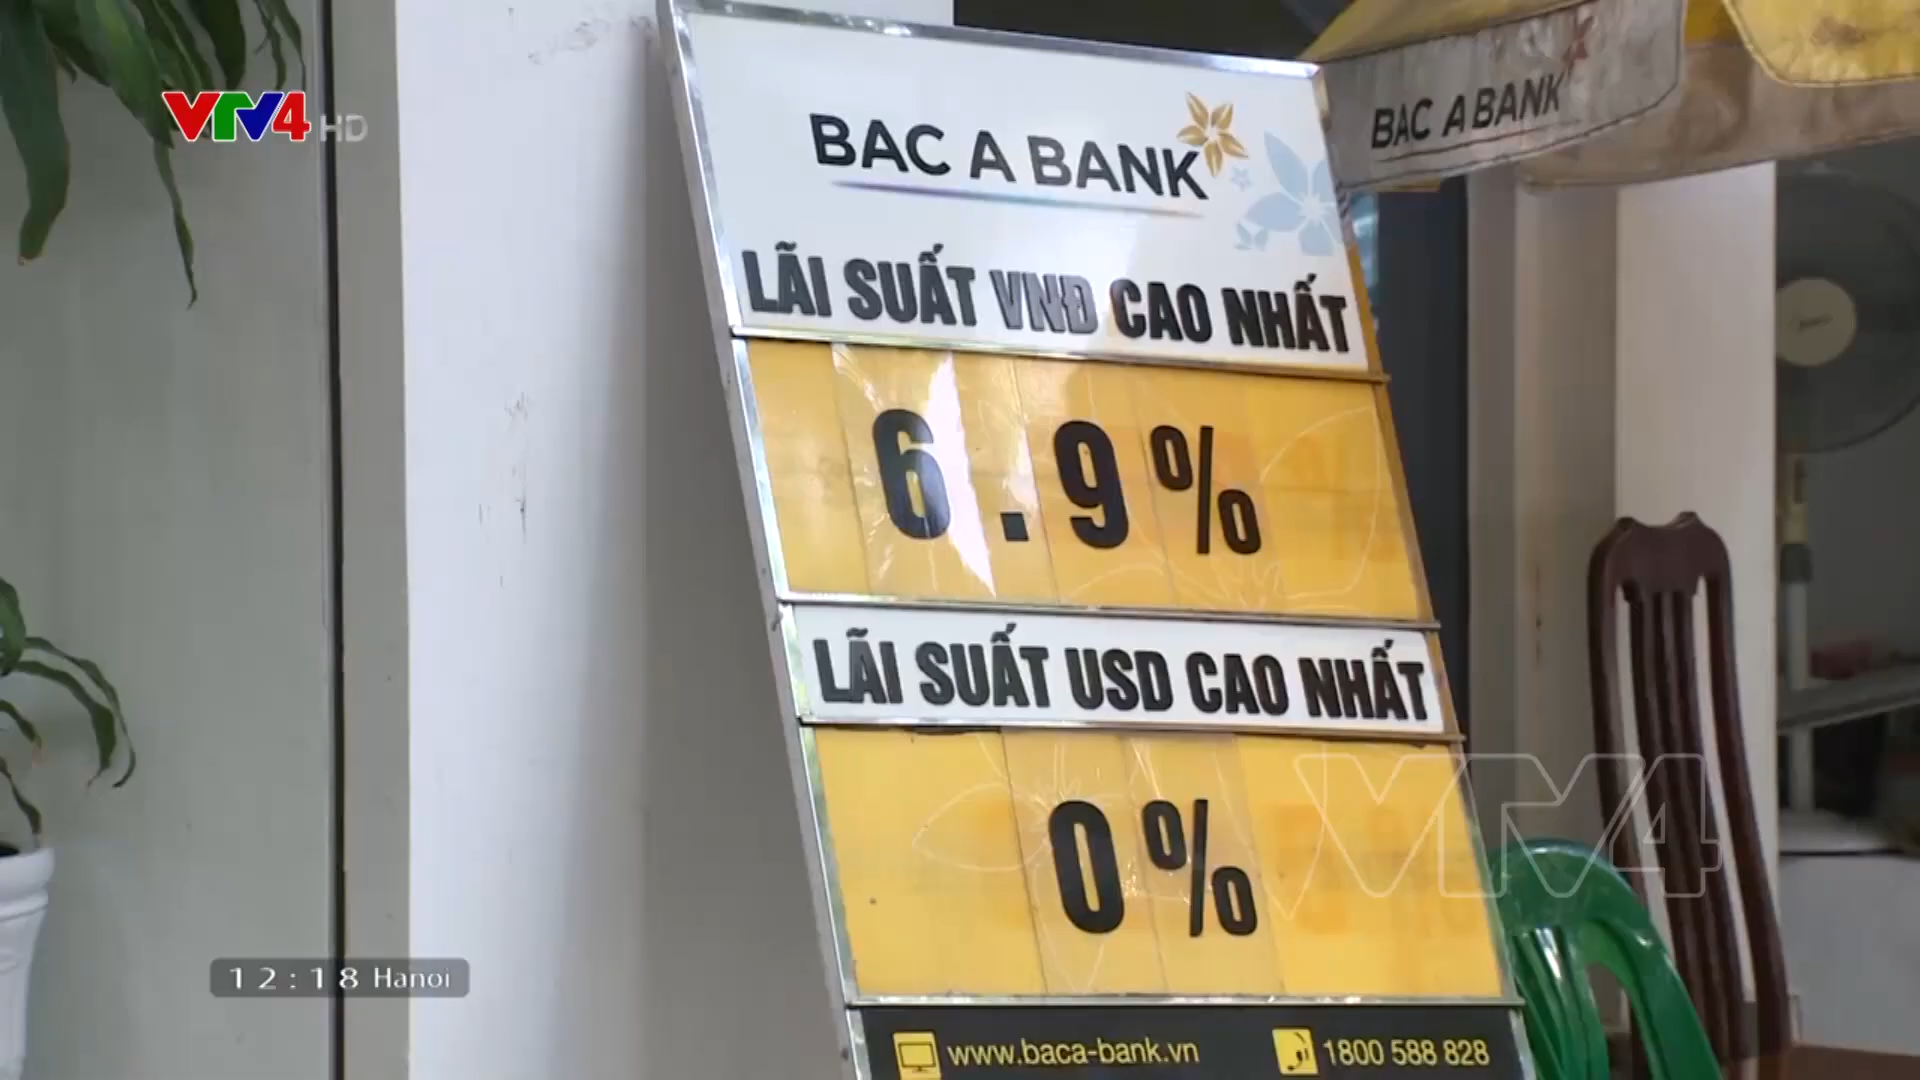 VTV4 HD
BAC A BANK
BAC A BANK
LÃI SUẤT VNĐ CAO NHẤT
6.9%
LÃI SUẤT USD CAO NHẤT
0%
VTV4
12:18 Hanoi
www.baca-bank.vn
1800 588 828